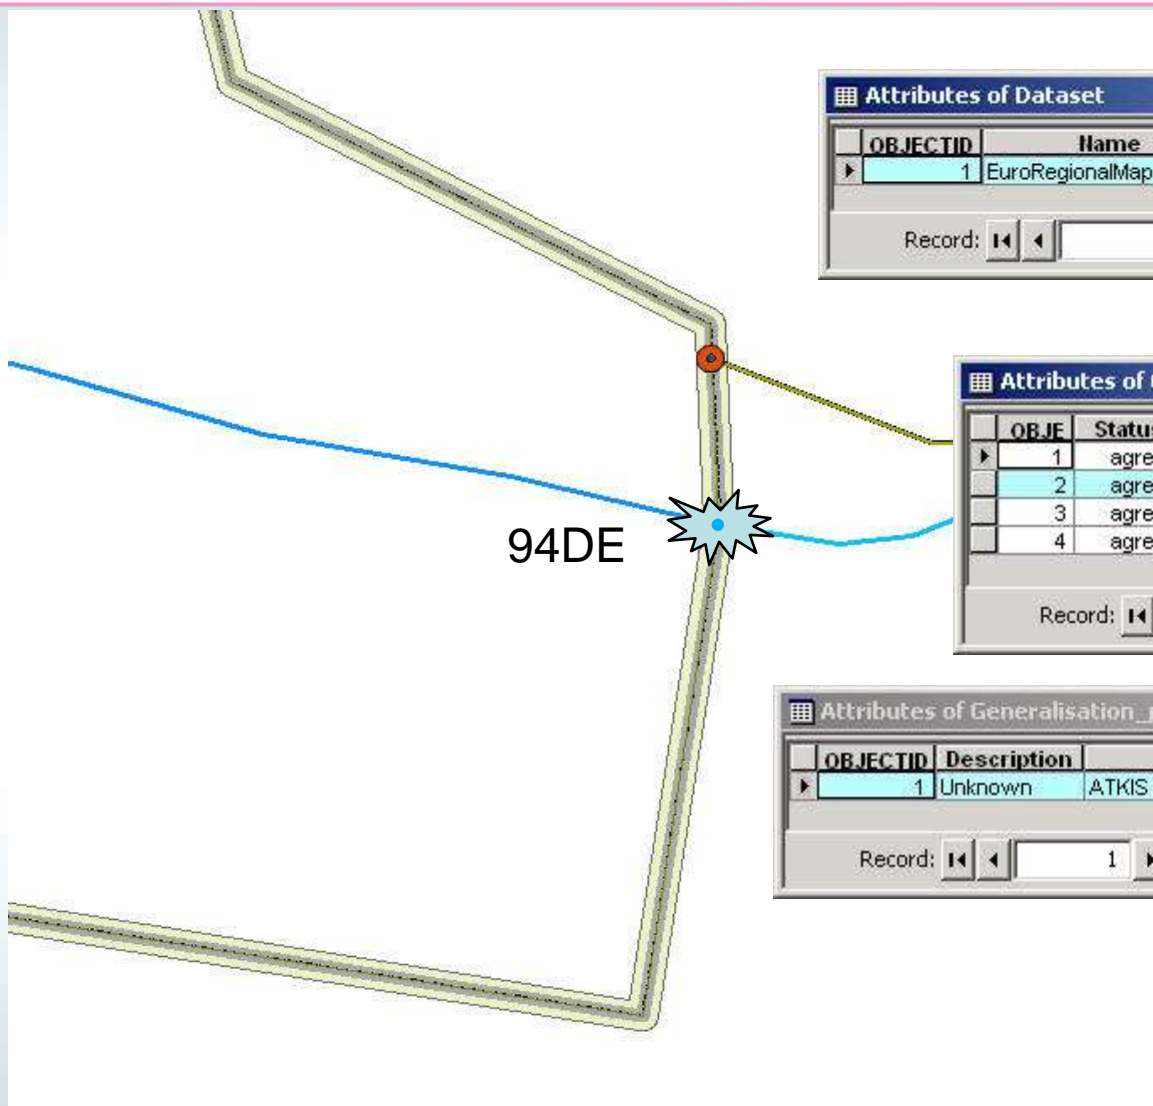 Attributes of Dataset
OBJECTID Name
1 EuroRegionalMap
Record:
Attributes of
OBJE Status
1 agre
2 agre
3 agre
4 agre
Record:
94DE
Attributes of Generalisation_
OBJECTID Description
1 Unknown ATKIS
Record: 1